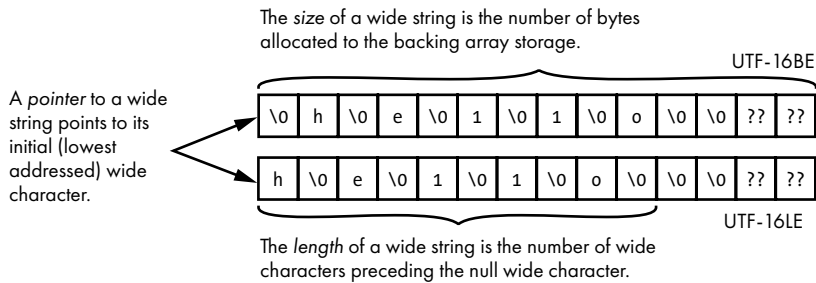 The size of a wide string is the number of bytes
allocated to the backing array storage.
UTF-16BE
A pointer to a wide
string points to its
initial (lowest
addressed) wide
character.
\0 h \0 e \0 1 \0 1 \0 o \0 \0 ?? ??
h \0 e \0 1 \0 1 \0 o \0 \0 \0 ?? ??
UTF-16LE
The length of a wide string is the number of wide
characters preceding the null wide character.